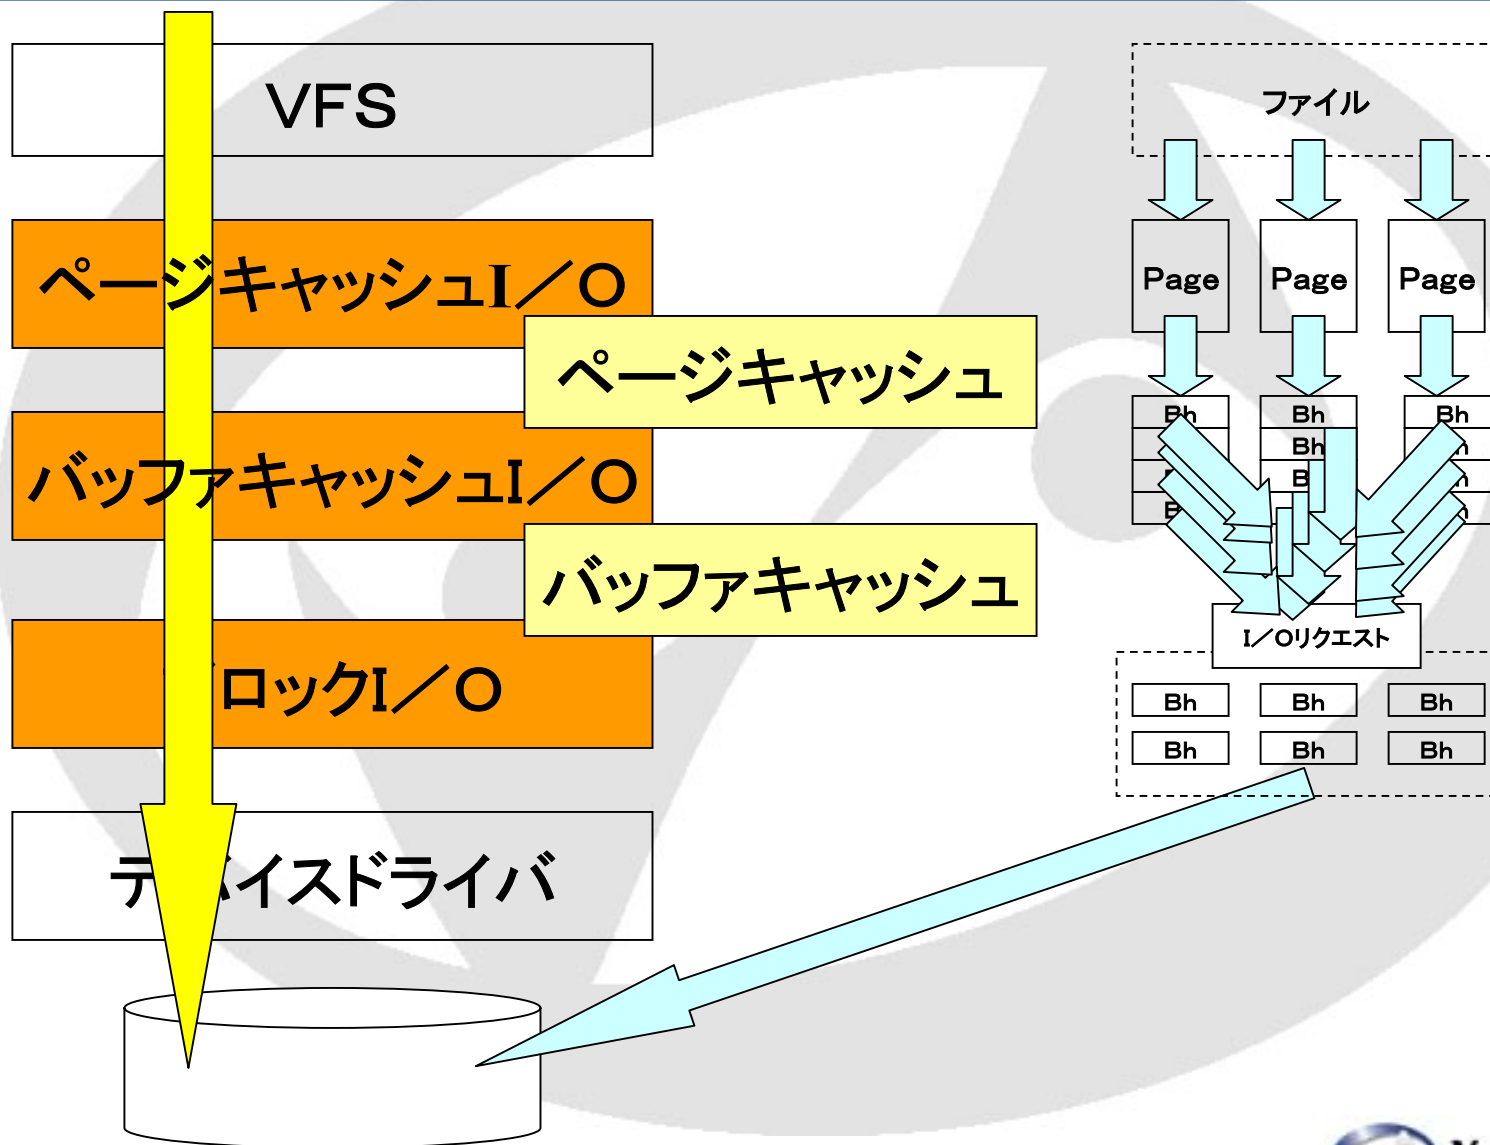 VFS
ページキャッシュI／O
ページキャッシュ
バッファキャッシュI／O
バッファキャッシュ
ブロックI／O
デバイスドライバ
ファイル
Page Page Page
Bh Bh Bh
Bh
I／Oリクエスト
Bh Bh Bh
Bh Bh Bh